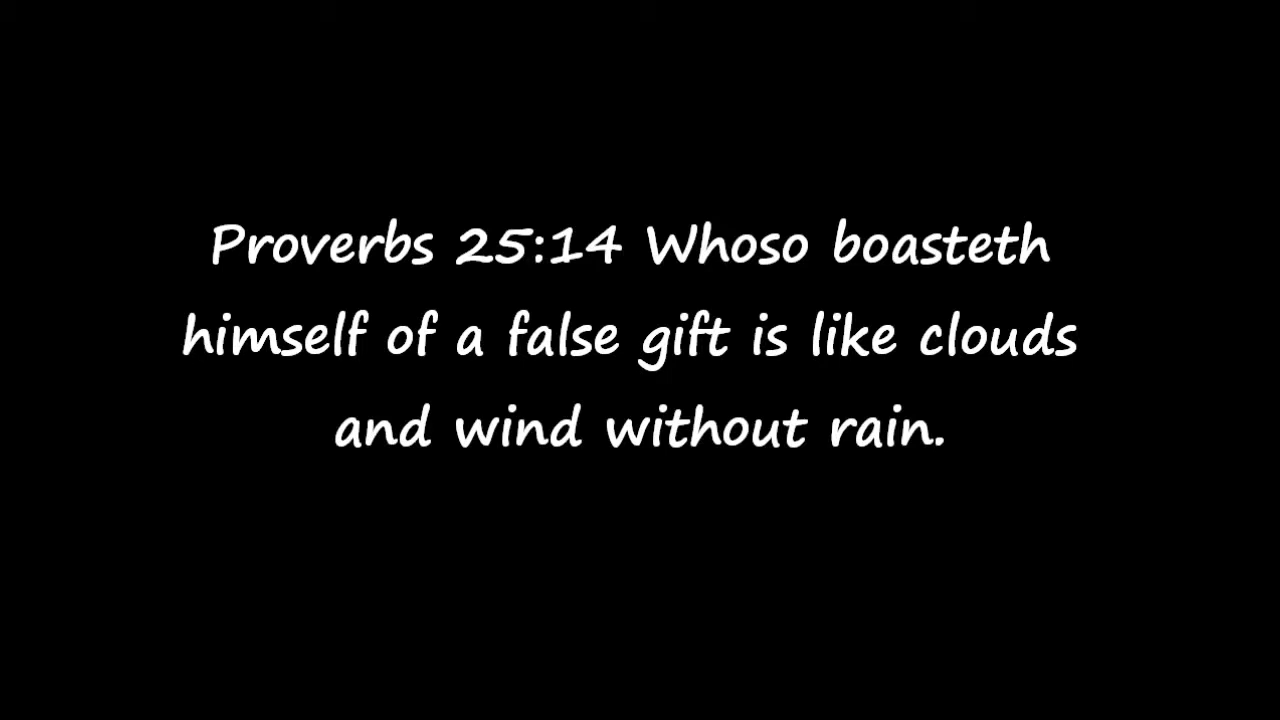 Proverbs 25:14 Whoso boasteth
himself of a false gift is like clouds
and wind without rain.